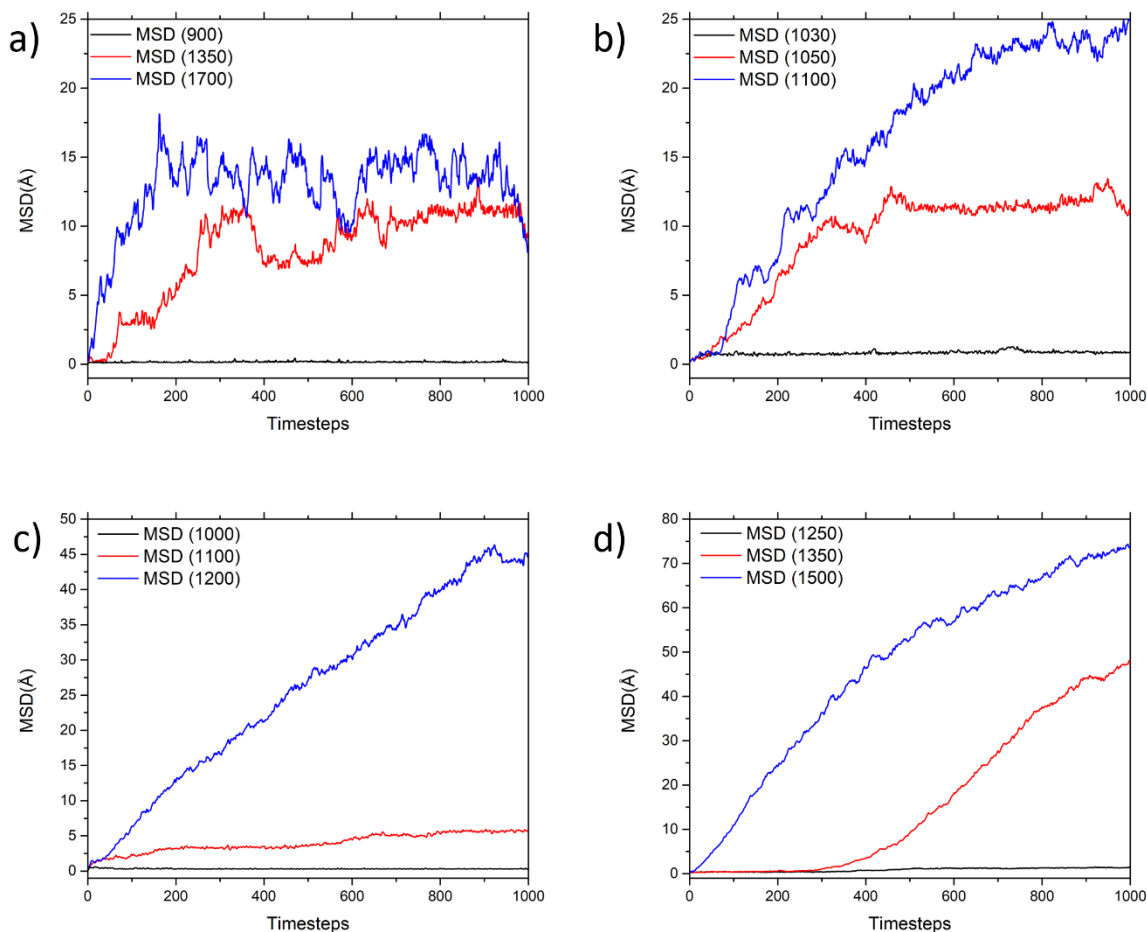 a)
MSD (900)
MSD (1350)
MSD (1700)
25
20
15
10
5
0
MSD(Å)
0 200 400 600 800 1000
Timesteps
b)
MSD (1030)
MSD (1050)
MSD (1100)
25
20
15
10
5
0
MSD(Å)
0 200 400 600 800 1000
Timesteps
c)
MSD (1000)
MSD (1100)
MSD (1200)
50
45
40
35
30
25
20
15
10
5
0
MSD(Å)
0 200 400 600 800 1000
Timesteps
d)
MSD (1250)
MSD (1350)
MSD (1500)
80
70
60
50
40
30
20
10
0
MSD(Å)
0 200 400 600 800 1000
Timesteps